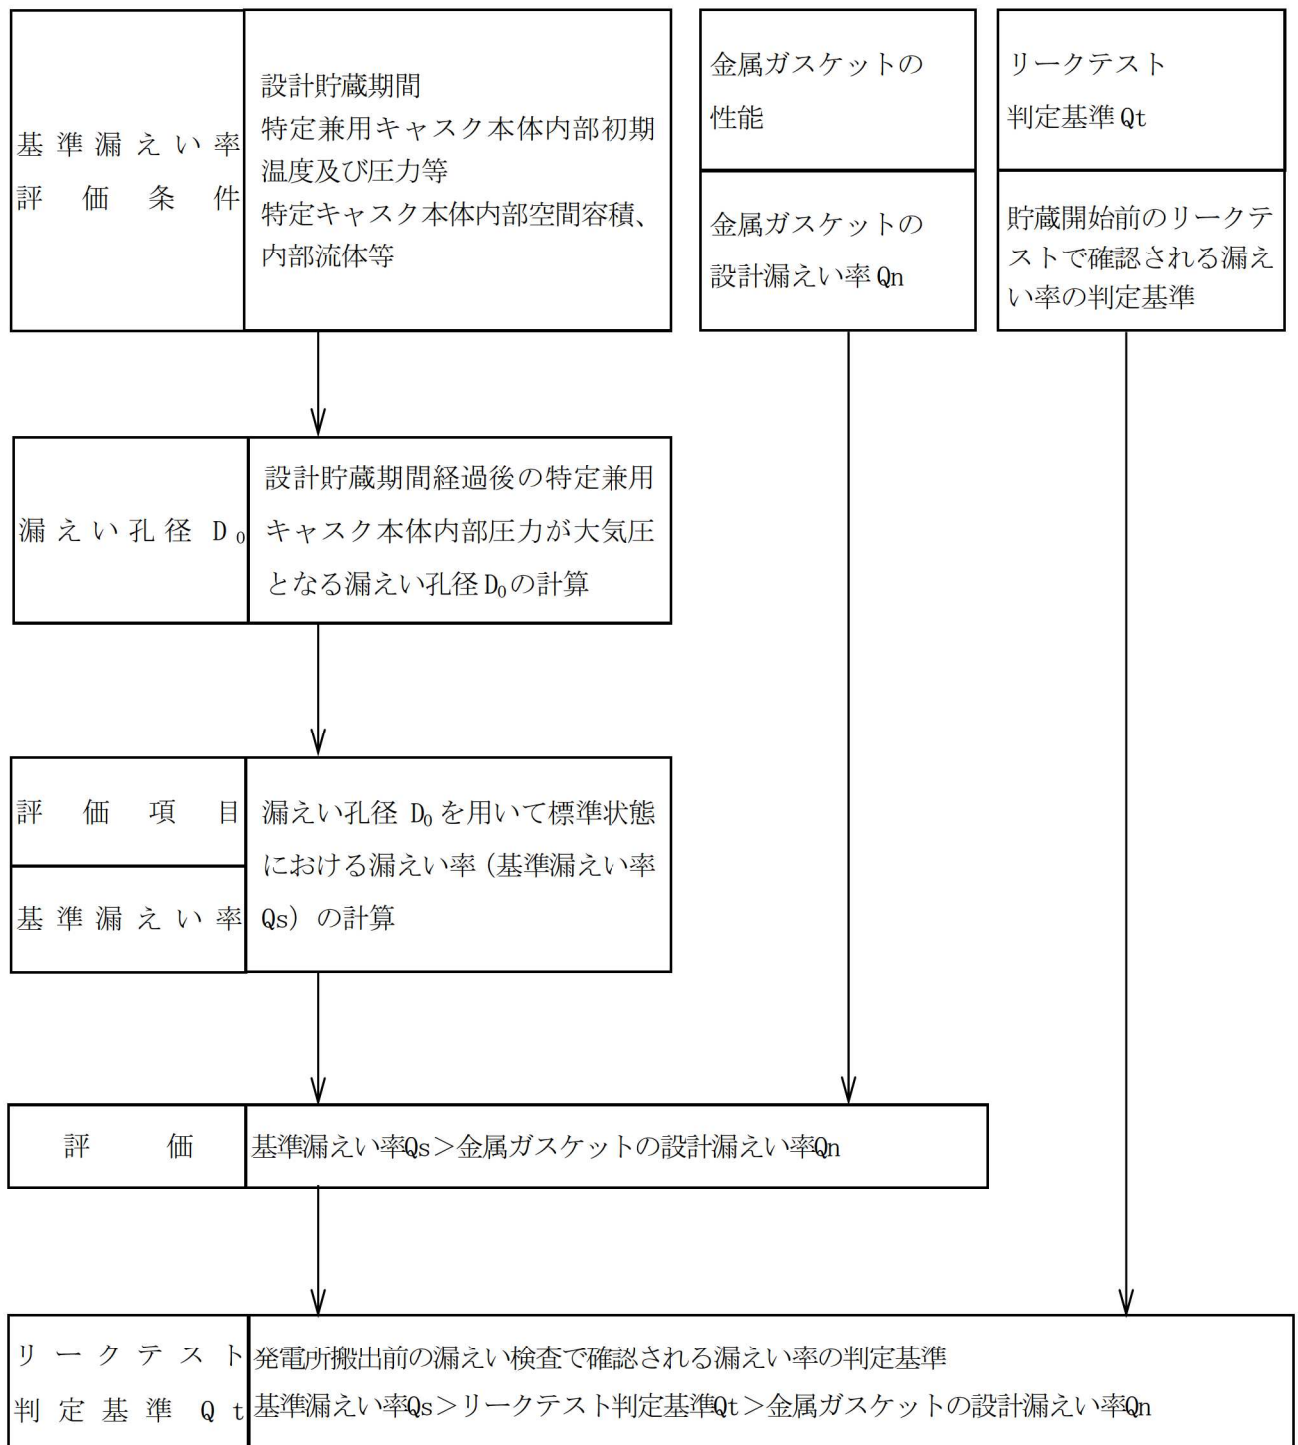 基準漏えい率
評価条件
設計貯蔵期間
特定兼用キャスク本体内部初期
温度及び圧力等
特定キャスク本体内部空間容積、
内部流体等
金属ガスケットの
性能
金属ガスケットの
設計漏えい率Qn
リークテスト
判定基準Qt
貯蔵開始前のリークテ
ストで確認される漏え
い率の判定基準
漏えい孔径 D₀
設計貯蔵期間経過後の特定兼用
キャスク本体内部圧力が大気圧
となる漏えい孔径D₀の計算
評価項目
基準漏えい率
漏えい孔径 D₀を用いて標準状態
における漏えい率(基準漏えい率
Qs)の計算
評価
基準漏えい率Qs>金属ガスケットの設計漏えい率Qn
リークテスト
判定基準 Qt
発電所搬出前の漏えい検査で確認される漏えい率の判定基準
基準漏えい率Qs>リークテスト判定基準Qt>金属ガスケットの設計漏えい率Qn